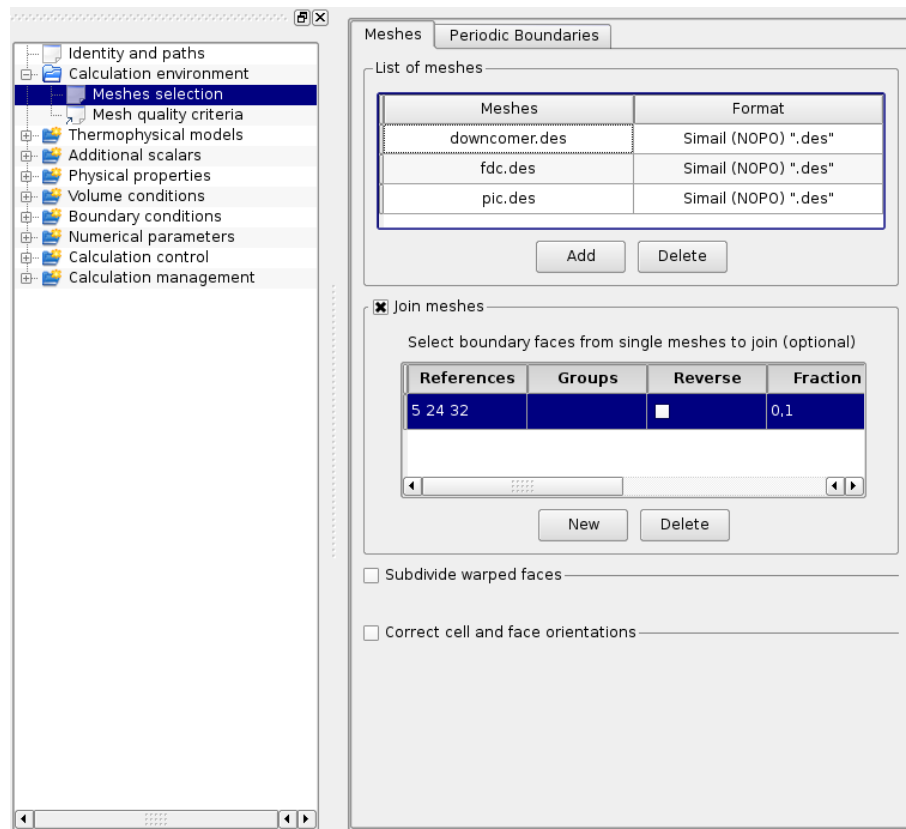 Identity and paths
Calculation environment
Meshes selection
Mesh quality criteria
Thermophysical models
Additional scalars
Physical properties
Volume conditions
Boundary conditions
Numerical parameters
Calculation control
Calculation management
Meshes Periodic Boundaries
List of meshes
Meshes Format
downcomer.des Simail (NOPO) ".des"
fdc.des Simail (NOPO) ".des"
pic.des Simail (NOPO) ".des"
Add Delete
Join meshes
Select boundary faces from single meshes to join (optional)
References Groups Reverse Fraction
5 24 32 0,1
New Delete
Subdivide warped faces
Correct cell and face orientations